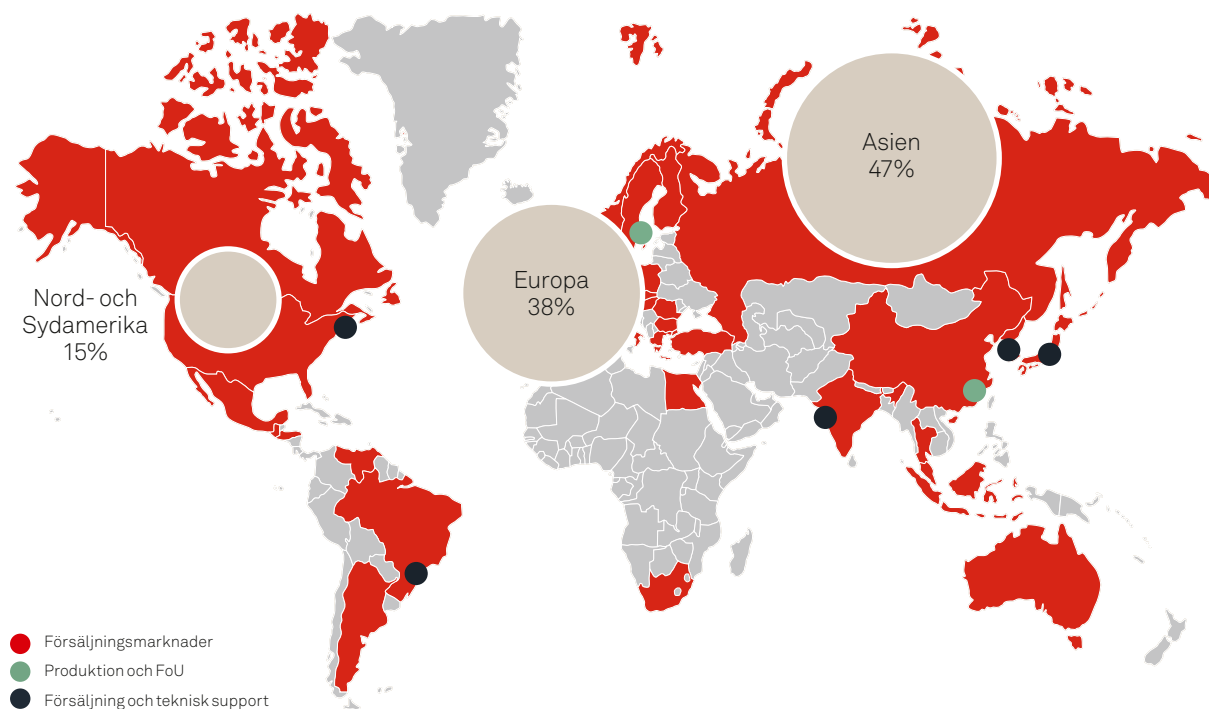 Asien
47%
Europa
38%
Nord- och
Sydamerika
15%
Försäljningsmarknader
Produktion och FoU
Försäljning och teknisk support